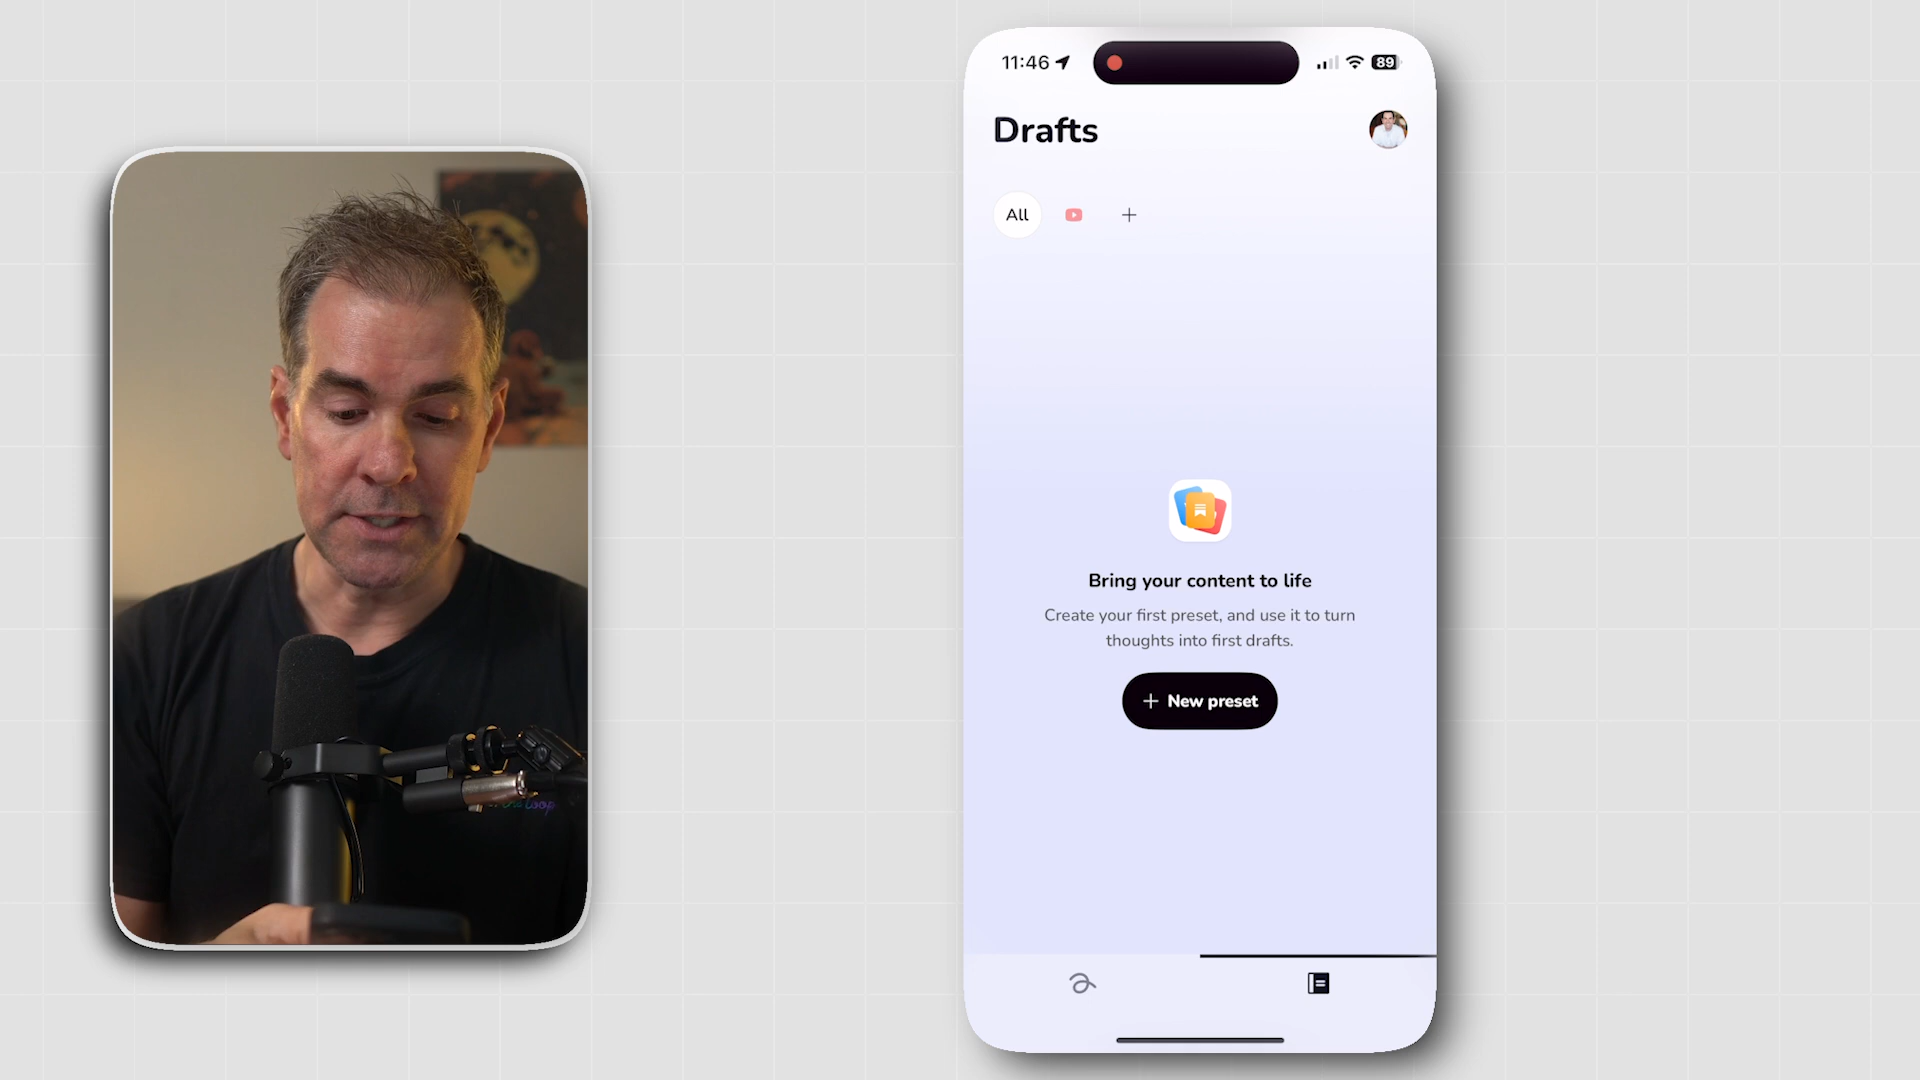 11:46
89
Drafts
All
Bring your content to life
Create your first preset, and use it to turn
thoughts into first drafts.
New preset
loop